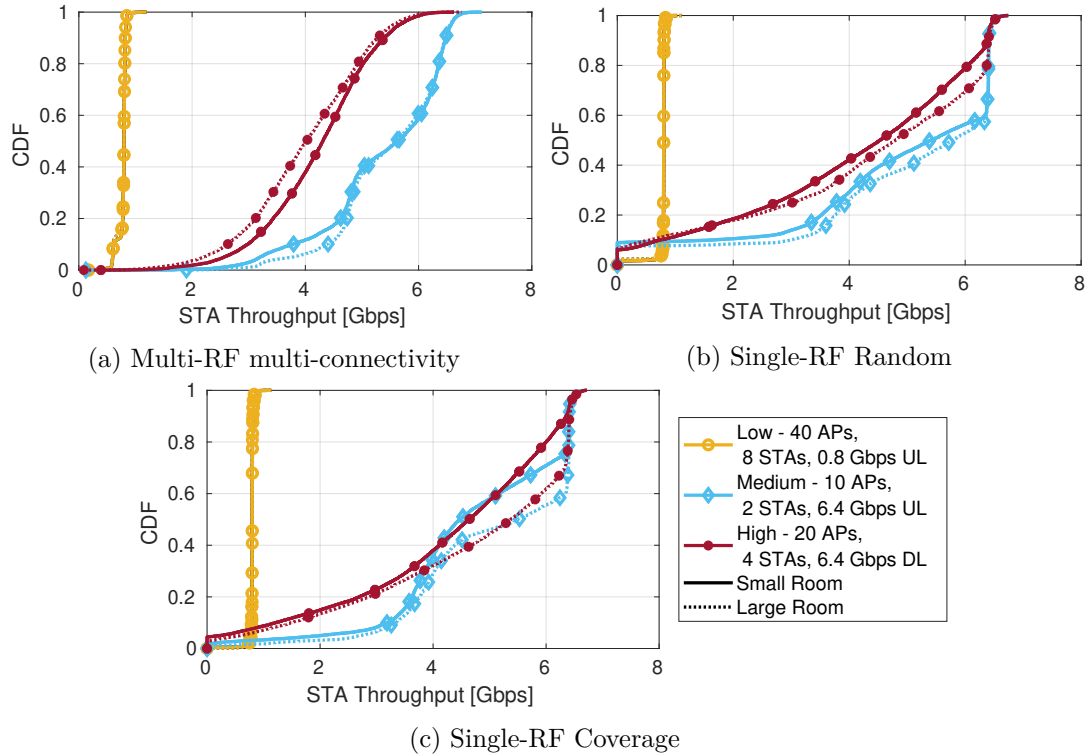 1
0.8
0.6
0.4
0.2
0
CDF
0 2 4 6 8
STA Throughput [Gbps]
(a) Multi-RF multi-connectivity
1
0.8
0.6
0.4
0.2
0
CDF
0 2 4 6 8
STA Throughput [Gbps]
(b) Single-RF Random
1
0.8
0.6
0.4
0.2
0
CDF
0 2 4 6 8
STA Throughput [Gbps]
(c) Single-RF Coverage
Low - 40 APs,
8 STAs, 0.8 Gbps UL
Medium - 10 APs,
2 STAs, 6.4 Gbps UL
High - 20 APs,
4 STAs, 6.4 Gbps DL
Small Room
Large Room